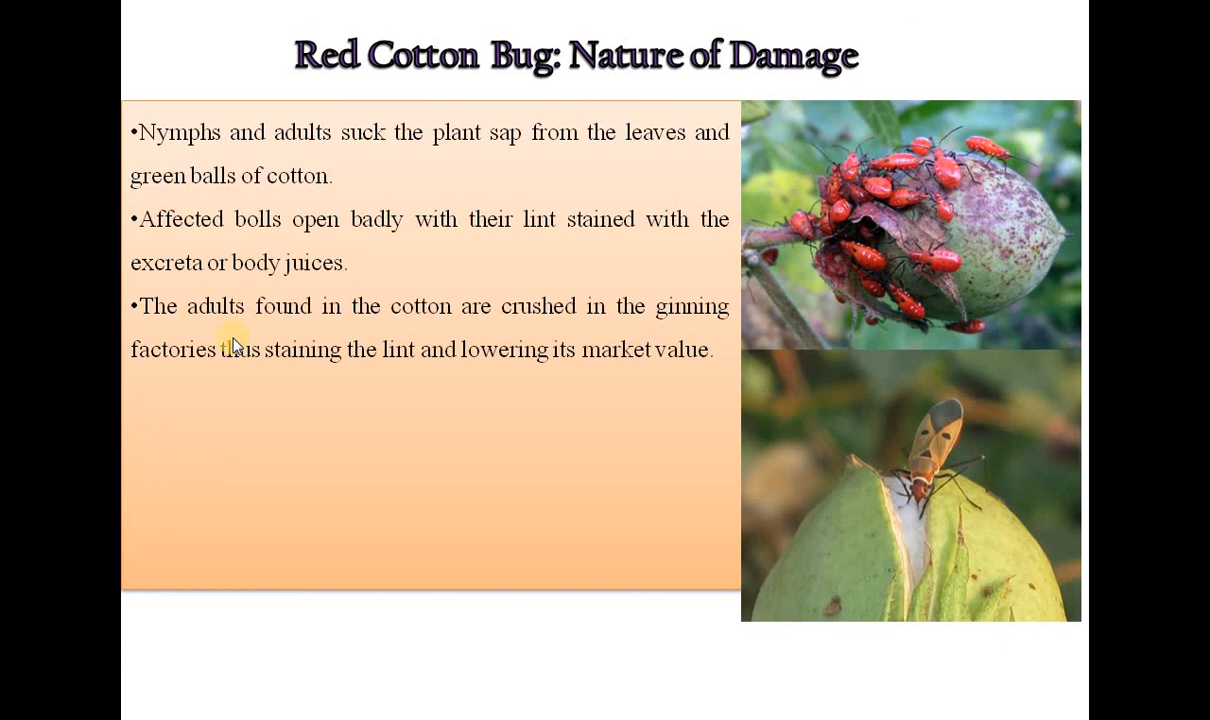 Red Cotton Bug: Nature of Damage
•Nymphs and adults suck the plant sap from the leaves and
green balls of cotton.
•Affected bolls open badly with their lint stained with the
excreta or body juices.
•The adults found in the cotton are crushed in the ginning
factories thus staining the lint and lowering its market value.